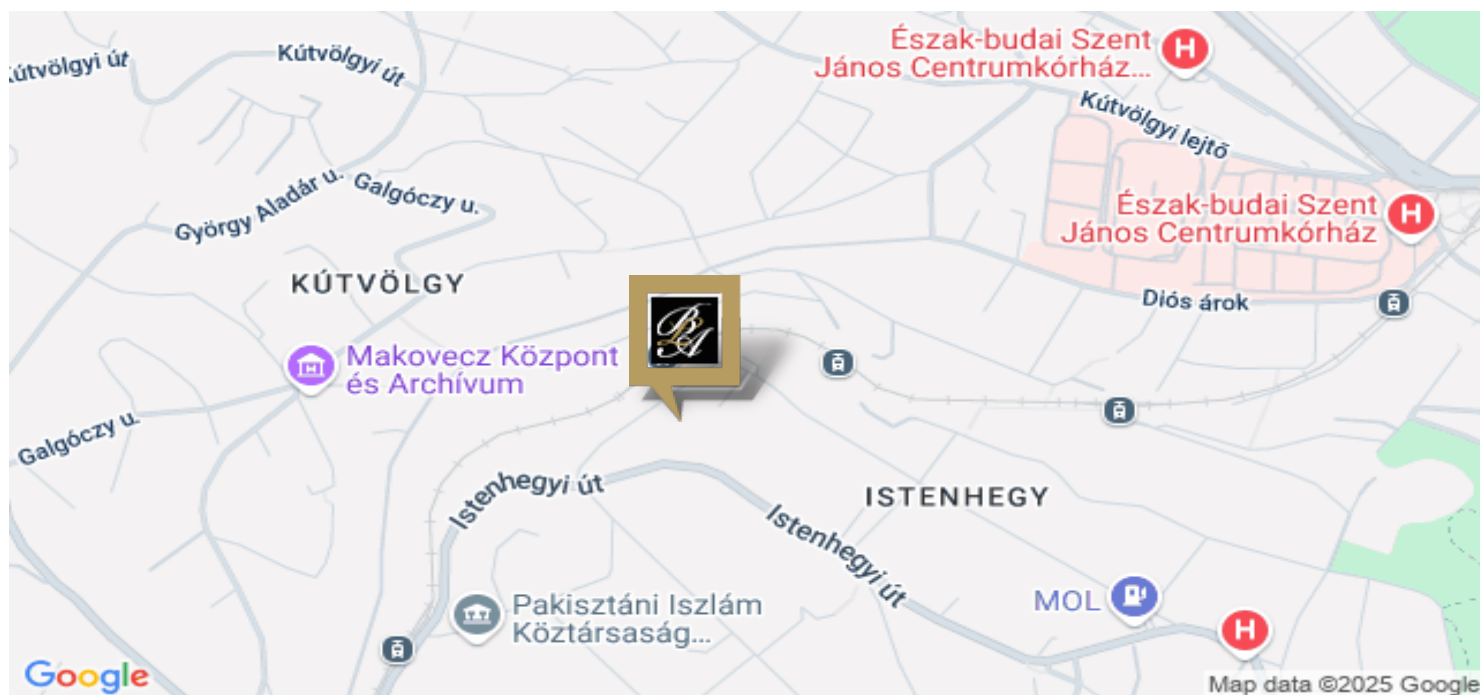 Észak-budai Szent
János Centrumkórház...
Kútvölgyi út
Kútvölgyi út
Kútvölgyi lejtő
Galgóczy u.
György Aladár u.
Észak-budai Szent
János Centrumkórház
KÚTVÖLGY
Diós árok
BLA
Makovecz Központ
és Archívum
Galgóczy u.
Istenhegyi út
ISTENHEGY
Istenhegyi út
MOL
Pakisztáni Iszlám
Köztársaság...
Google
Map data ©2025 Google